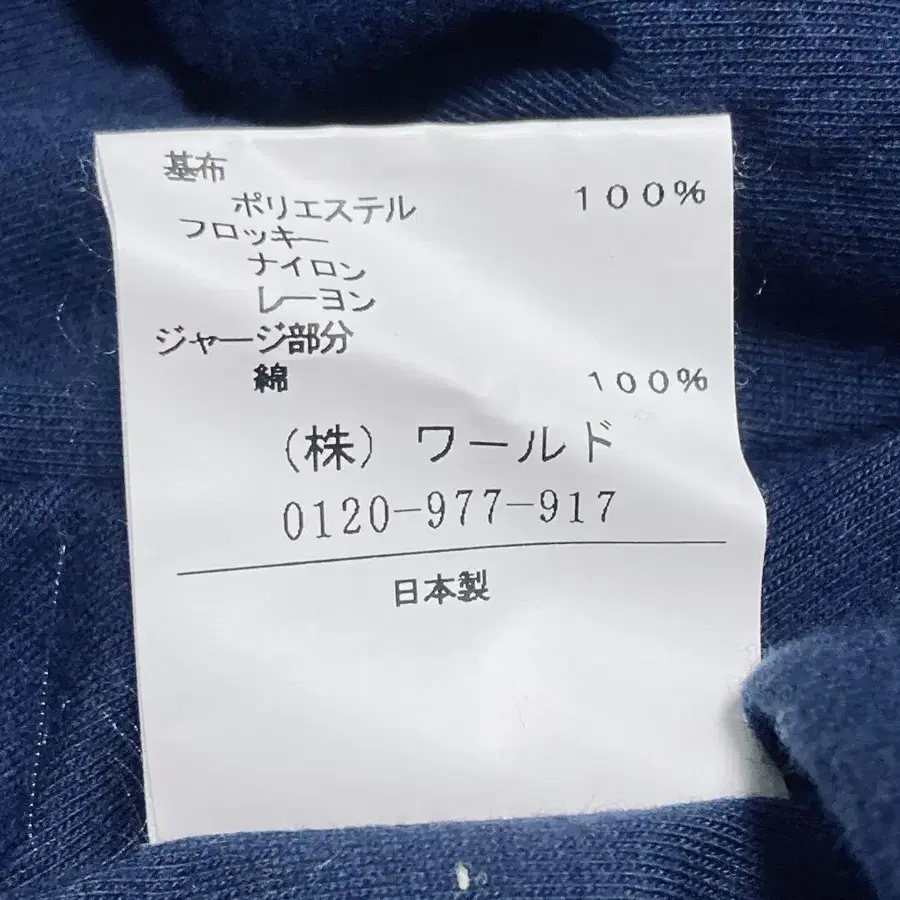 基布
ポリエステル 100%
フロッキー
ナイロン
レーヨン
ジャージ部分
綿 100%
(株) ワールド
0120-977-917
日本製